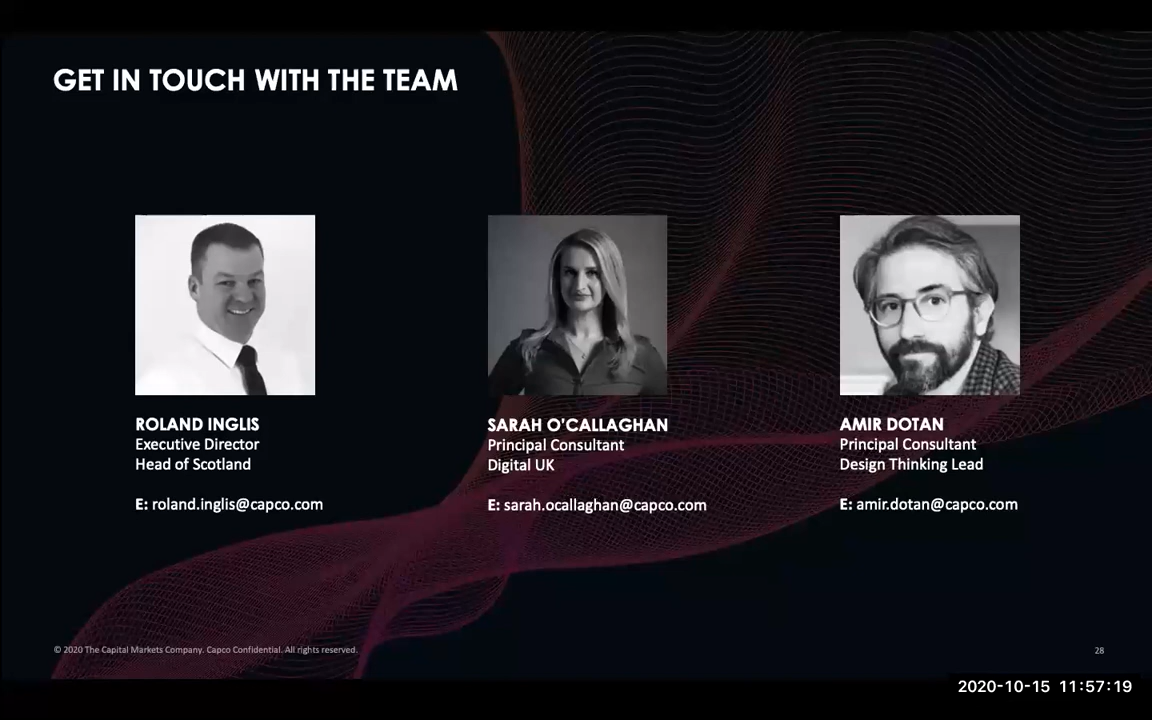 GET IN TOUCH WITH THE TEAM
ROLAND INGLIS
Executive Director
Head of Scotland
E: roland.inglis@capco.com
SARAH O'CALLAGHAN
Principal Consultant
Digital UK
E: sarah.ocallaghan@capco.com
AMIR DOTAN
Principal Consultant
Design Thinking Lead
E: amir.dotan@capco.com
© 2020 The Capital Markets Company. Capco Confidential. All rights reserved.
28
2020-10-15 11:57:19